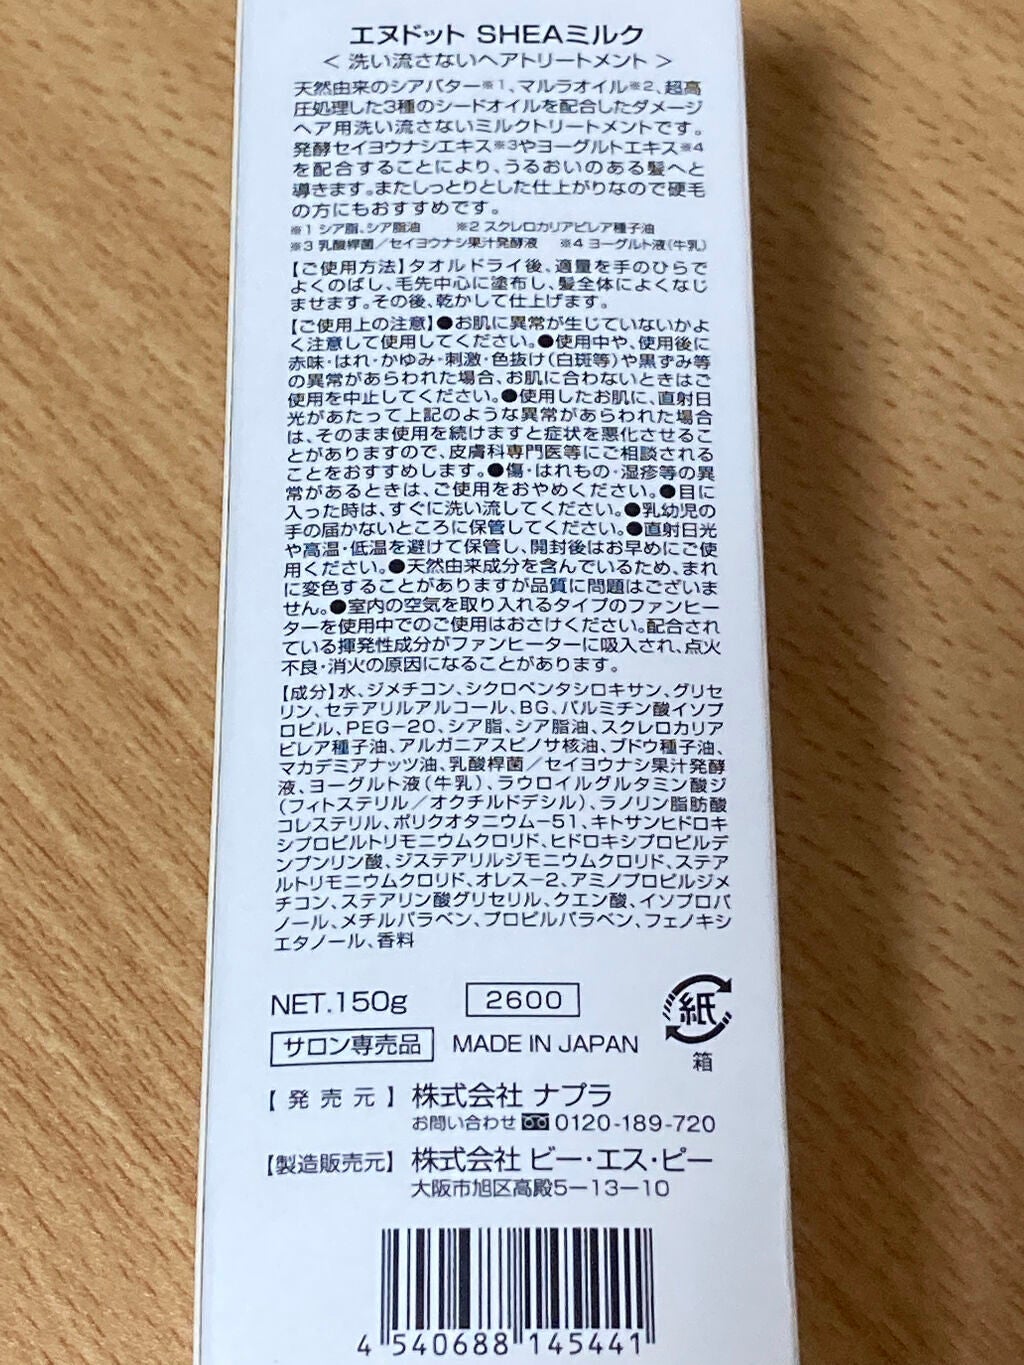 エヌドット SHEAミルク
＜ 洗い流さないヘアトリートメント ＞
天然由来のシアバター※1、マルラオイル※2、超高
圧処理した3種のシードオイルを配合したダメージ
ヘア用洗い流さないミルクトリートメントです。
発酵セイヨウナシエキス※3やヨーグルトエキス※4
を配合することにより、うるおいのある髪へと
導きます。またしっとりとした仕上がりなので硬毛
の方にもおすすめです。
※1 シア脂、シア脂油　※2 スクレロカリアビレア種子油
※3 乳酸桿菌／セイヨウナシ果汁発酵液　※4 ヨーグルト液（牛乳）
【ご使用方法】タオルドライ後、適量を手のひらで
よくのばし、毛先中心に塗布し、髪全体によくなじ
ませます。その後、乾かして仕上げます。
【ご使用上の注意】●お肌に異常が生じていないかよ
く注意して使用してください。●使用中や、使用後に
赤味・はれ・かゆみ・刺激・色抜け（白斑等）や黒ずみ等
の異常があらわれた場合、お肌に合わないときはご
使用を中止してください。●使用したお肌に、直射日
光があたって上記のような異常があらわれた場合
は、そのまま使用を続けますと症状を悪化させるこ
とがありますので、皮膚科専門医等にご相談される
ことをおすすめします。●傷・はれもの・湿疹等の異
常があるときは、ご使用をおやめください。●目に
入った時は、すぐに洗い流してください。●乳幼児の
手の届かないところに保管してください。●直射日光
や高温・低温を避けて保管し、開封後はお早めにご使
用ください。●天然由来成分を含んでいるため、まれ
に変色することがありますが品質に問題はございま
せん。●室内の空気を取り入れるタイプのファンヒー
ターを使用中でのご使用はおさけください。配合され
ている揮発性成分がファンヒーターに吸入され、点火
不良・消火の原因になることがあります。
【成分】水、ジメチコン、シクロペンタシロキサン、グリセ
リン、セテアリルアルコール、BG、パルミチン酸イソプ
ロピル、PEG－20、シア脂、シア脂油、スクレロカリア
ビレア種子油、アルガニアスピノサ核油、ブドウ種子油、
マカデミアナッツ油、乳酸桿菌／セイヨウナシ果汁発酵
液、ヨーグルト液（牛乳）、ラウロイルグルタミン酸ジ
（フィトステリル／オクチルドデシル）、ラノリン脂肪酸
コレステリル、ポリクオタニウム－51、キトサンヒドロキ
シプロピルトリモニウムクロリド、ヒドロキシプロピルデ
ンプンリン酸、ジステアリルジモニウムクロリド、ステア
ルトリモニウムクロリド、オレス－2、アミノプロピルジメ
チコン、ステアリン酸グリセリル、クエン酸、イソプロパ
ノール、メチルパラベン、プロピルパラベン、フェノキシ
エタノール、香料
NET.150g 2600 紙
サロン専売品 MADE IN JAPAN 箱
【発売元】株式会社 ナプラ
お問い合わせ 0120-189-720
【製造販売元】株式会社 ビー・エス・ピー
大阪市旭区高殿5－13－10
4 540688 145441